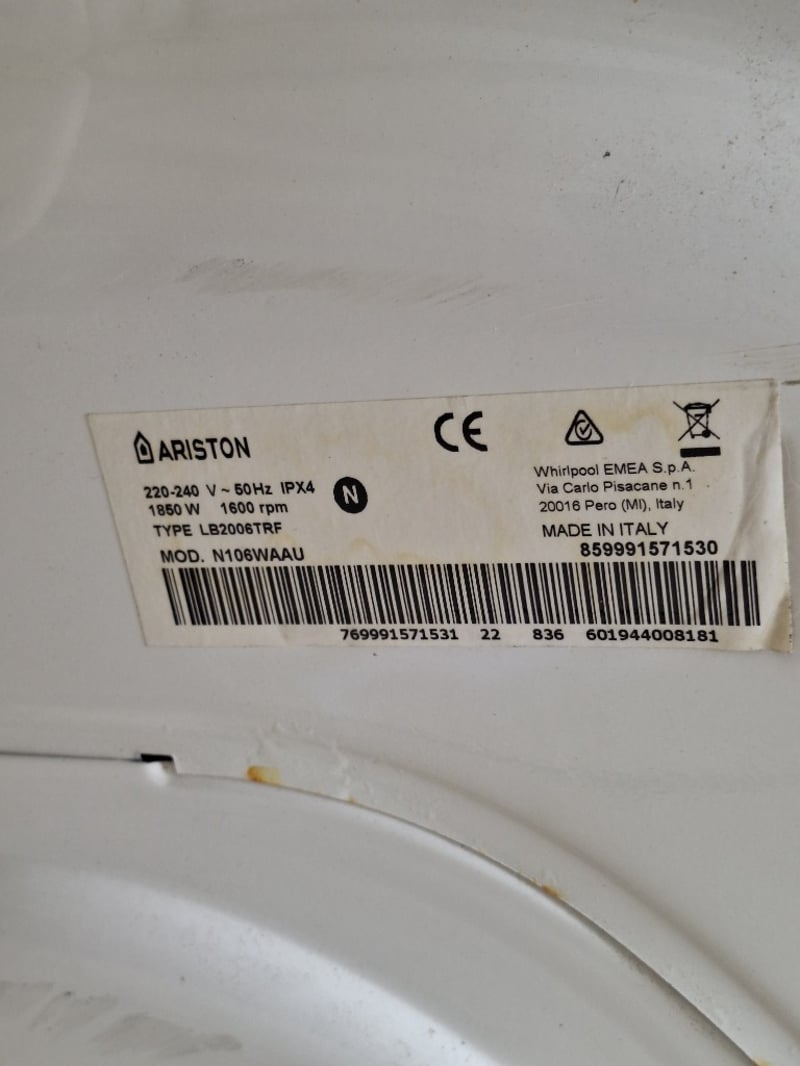 ARISTON
CE
220-240 V ~ 50Hz IPX4
1850 W 1600 rpm
N
TYPE LB2006TRF
MOD. N106WAAU
Whirlpool EMEA S.p.A.
Via Carlo Pisacane n.1
20016 Pero (MI), Italy
MADE IN ITALY
859991571530
769991571531 22 836 601944008181